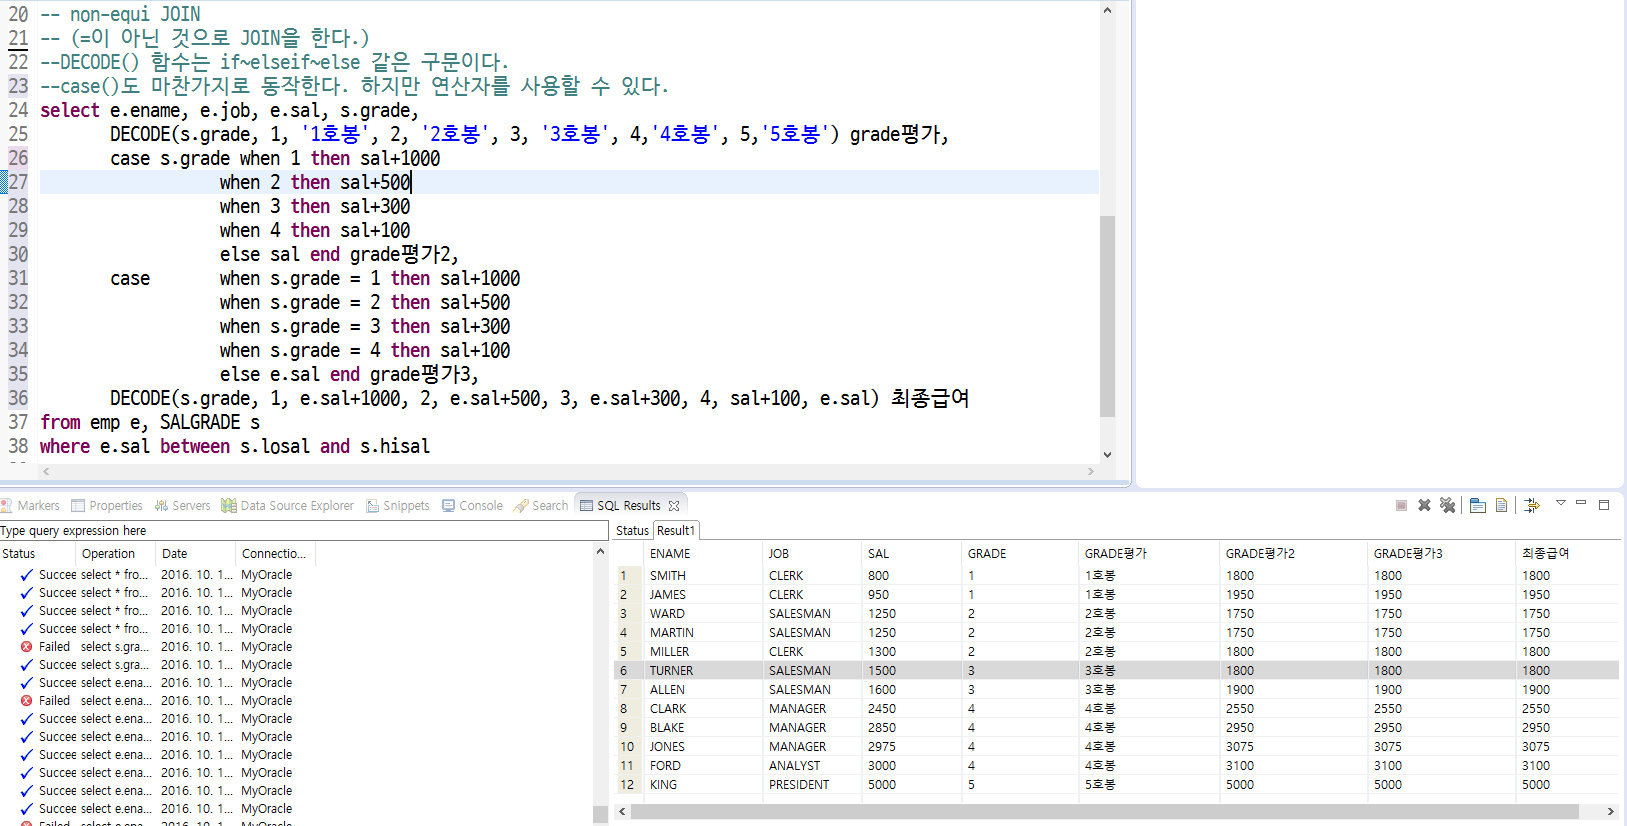 20 -- non-equi JOIN
21 -- (=이 아닌 것으로 JOIN을 한다.)
22 --DECODE() 함수는 if~elseif~else 같은 구문이다.
23 --case()도 마찬가지로 동작한다. 하지만 연산자를 사용할 수 있다.
24 select e.ename, e.job, e.sal, s.grade,
25 DECODE(s.grade, 1, '1호봉', 2, '2호봉', 3, '3호봉', 4,'4호봉', 5,'5호봉') grade평가,
26 case s.grade when 1 then sal+1000
27 when 2 then sal+500
28 when 3 then sal+300
29 when 4 then sal+100
30 else sal end grade평가2,
31 case when s.grade = 1 then sal+1000
32 when s.grade = 2 then sal+500
33 when s.grade = 3 then sal+300
34 when s.grade = 4 then sal+100
35 else e.sal end grade평가3,
36 DECODE(s.grade, 1, e.sal+1000, 2, e.sal+500, 3, e.sal+300, 4, sal+100, e.sal) 최종급여
37 from emp e, SALGRADE s
38 where e.sal between s.losal and s.hisal
Markers Properties Servers Data Source Explorer Snippets Console Search SQL Results
Type query expression here
Status Operation Date Connectio...
Succe select * fro... 2016. 10. 1... MyOracle
Succe select * fro... 2016. 10. 1... MyOracle
Succe select * fro... 2016. 10. 1... MyOracle
Succe select * fro... 2016. 10. 1... MyOracle
Failed select s.gra... 2016. 10. 1... MyOracle
Succe select s.gra... 2016. 10. 1... MyOracle
Succe select e.ena... 2016. 10. 1... MyOracle
Failed select e.ena... 2016. 10. 1... MyOracle
Succe select e.ena... 2016. 10. 1... MyOracle
Succe select e.ena... 2016. 10. 1... MyOracle
Succe select e.ena... 2016. 10. 1... MyOracle
Succe select e.ena... 2016. 10. 1... MyOracle
Succe select e.ena... 2016. 10. 1... MyOracle
Succe select e.ena... 2016. 10. 1... MyOracle
Failed select e.ena... 2016. 10. 1... MyOracle
Status Result1
ENAME JOB SAL GRADE GRADE평가 GRADE평가2 GRADE평가3 최종급여
1 SMITH CLERK 800 1 1호봉 1800 1800 1800
2 JAMES CLERK 950 1 1호봉 1950 1950 1950
3 WARD SALESMAN 1250 2 2호봉 1750 1750 1750
4 MARTIN SALESMAN 1250 2 2호봉 1750 1750 1750
5 MILLER CLERK 1300 2 2호봉 1800 1800 1800
6 TURNER SALESMAN 1500 3 3호봉 1800 1800 1800
7 ALLEN SALESMAN 1600 3 3호봉 1900 1900 1900
8 CLARK MANAGER 2450 4 4호봉 2550 2550 2550
9 BLAKE MANAGER 2850 4 4호봉 2950 2950 2950
10 JONES MANAGER 2975 4 4호봉 3075 3075 3075
11 FORD ANALYST 3000 4 4호봉 3100 3100 3100
12 KING PRESIDENT 5000 5 5호봉 5000 5000 5000